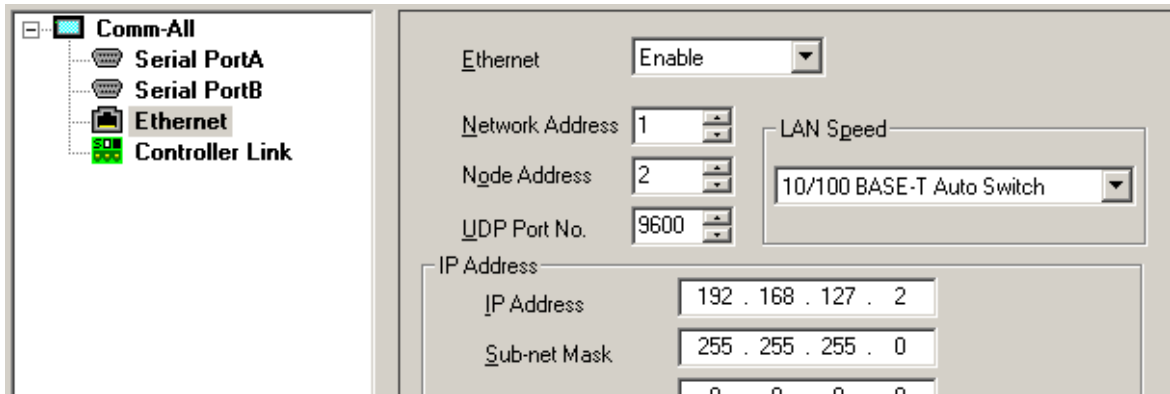 Comm-All
Serial PortA
Serial PortB
Ethernet
Controller Link
Ethernet Enable
Network Address 1
Node Address 2
UDP Port No. 9600
LAN Speed
10/100 BASE-T Auto Switch
IP Address
IP Address 192 . 168 . 127 . 2
Sub-net Mask 255 . 255 . 255 . 0